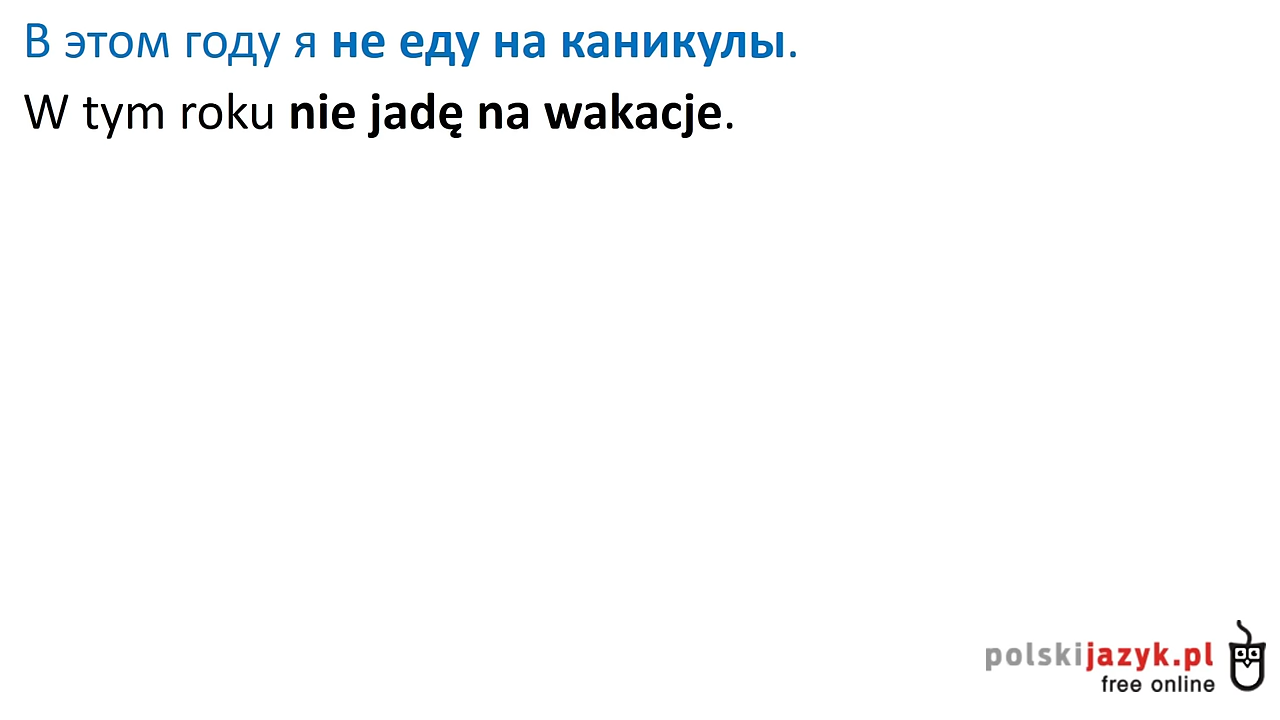 В этом году я не еду на каникулы.
W tym roku nie jadę na wakacje.
polskijazyk.pl
free online